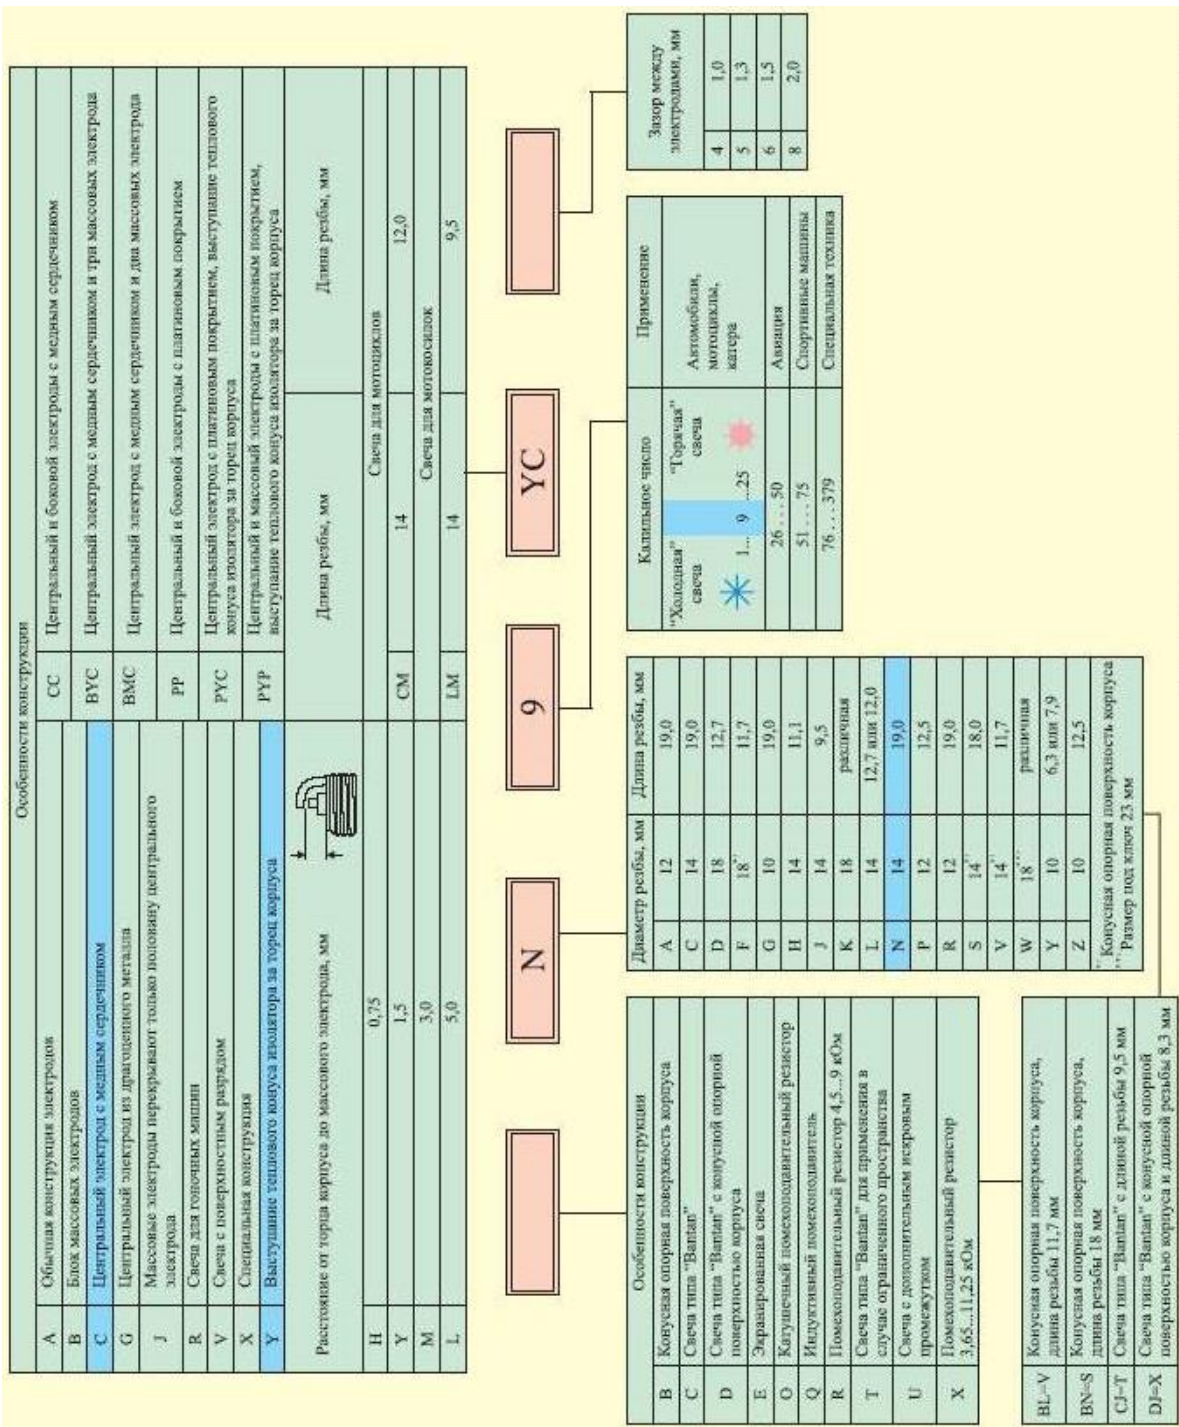 Особенности конструкции
A Обычная конструкция электродов
B Блок массовых электродов
C Центральный электрод с медным сердечником
G Центральный электрод из драгоценного металла
J Массовые электроды перекрывают только половину центрального
электрода
R Свеча для гоночных машин
V Свеча с поверхностным разрядом
X Специальная конструкция
Y Выступание теплового конуса изолятора за торец корпуса
CC Центральный и боковой электроды с медным сердечником
BYC Центральный электрод с медным сердечником и три массовых электрода
BMC Центральный электрод с медным сердечником и два массовых электрода
PP Центральный и боковой электроды с платиновым покрытием
PYC Центральный электрод с платиновым покрытием, выступание теплового
конуса изолятора за торец корпуса
PYP Центральный и массовый электроды с платиновым покрытием,
выступание теплового конуса изолятора за торец корпуса
Расстояние от торца корпуса до массового электрода, мм
H 0,75
Y 1,5
M 3,0
L 5,0
Длина резбы, мм Длина резбы, мм
Свеча для мотоциклов
CM 14 12,0
Свеча для мотокосилок
LM 14 9,5
N 9 YC
Особенности конструкции
B Конусная опорная поверхность корпуса
C Свеча типа "Bantan"
D Свеча типа "Bantan" с конусной опорной
поверхностью корпуса
E Экранированная свеча
O Катушечный помехоподавительный резистор
Q Индуктивный помехоподавитель
R Помехоподавительный резистор 4,5...9 кОм
T Свеча типа "Bantan" для применения в
случае ограниченного пространства
U Свеча с дополнительным искровым
промежутком
X Помехоподавительный резистор
3,65...11,25 кОм
BL=V Конусная опорная поверхность корпуса,
длина резьбы 11,7 мм
BN=S Конусная опорная поверхность корпуса,
длина резьбы 18 мм
CJ=T Свеча типа "Bantan" с длиной резьбы 9,5 мм
DJ=X Свеча типа "Bantan" с конусной опорной
поверхностью корпуса и длиной резьбы 8,3 мм
Диаметр резбы, мм Длина резбы, мм
A 12 19,0
C 14 19,0
D 18 12,7
F 18*) 11,7
G 10 19,0
H 14 11,1
J 14 9,5
K 18 различная
L 14 12,7 или 12,0
N 14 19,0
P 12 12,5
R 12 19,0
S 14*) 18,0
V 14*) 11,7
W 18**) различная
Y 10 6,3 или 7,9
Z 10 12,5
*) Конусная опорная поверхность корпуса
**) Размер под ключ 23 мм
Калильное число Применение
"Холодная"
свеча
"Горячая"
свеча
1... 9 ...25
Автомобили,
мотоциклы,
катера
26 . . . 50 Авиация
51 . . . 75 Спортивные машины
76. . . 379 Специальная техника
Зазор между
электродами, мм
4 1,0
5 1,3
6 1,5
8 2,0